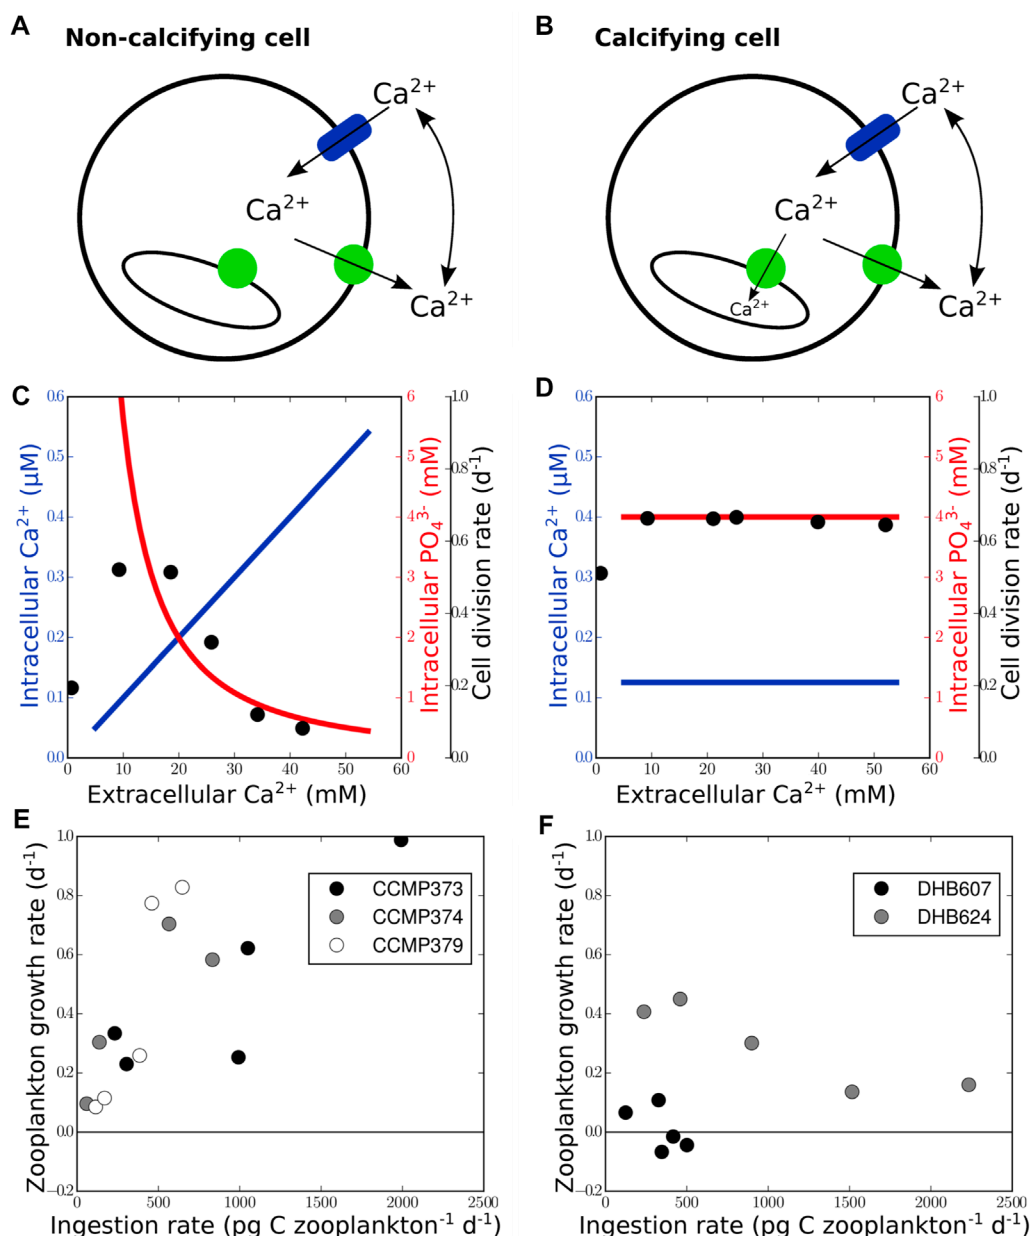 A
Non-calcifying cell
Ca2+
Ca2+
Ca2+
B
Calcifying cell
Ca2+
Ca2+
Ca2+
Ca2+
C
0.6
0.5
0.4
0.3
0.2
0.1
0.0
Intracellular Ca2+ (μM)
0
10
20
30
40
50
60
Extracellular Ca2+ (mM)
6
5
4
3
2
1
0
Intracellular PO43- (mM)
1.0
0.8
0.6
0.4
0.2
0.0
Cell division rate (d-1)
D
0.6
0.5
0.4
0.3
0.2
0.1
0.0
Intracellular Ca2+ (μM)
0
10
20
30
40
50
60
Extracellular Ca2+ (mM)
6
5
4
3
2
1
0
Intracellular PO43- (mM)
1.0
0.8
0.6
0.4
0.2
0.0
Cell division rate (d-1)
E
1.0
0.8
0.6
0.4
0.2
0.0
−0.2
Zooplankton growth rate (d-1)
CCMP373
CCMP374
CCMP379
0
500
1000
1500
2000
2500
Ingestion rate (pg C zooplankton-1 d-1)
F
1.0
0.8
0.6
0.4
0.2
0.0
−0.2
Zooplankton growth rate (d-1)
DHB607
DHB624
0
500
1000
1500
2000
2500
Ingestion rate (pg C zooplankton-1 d-1)